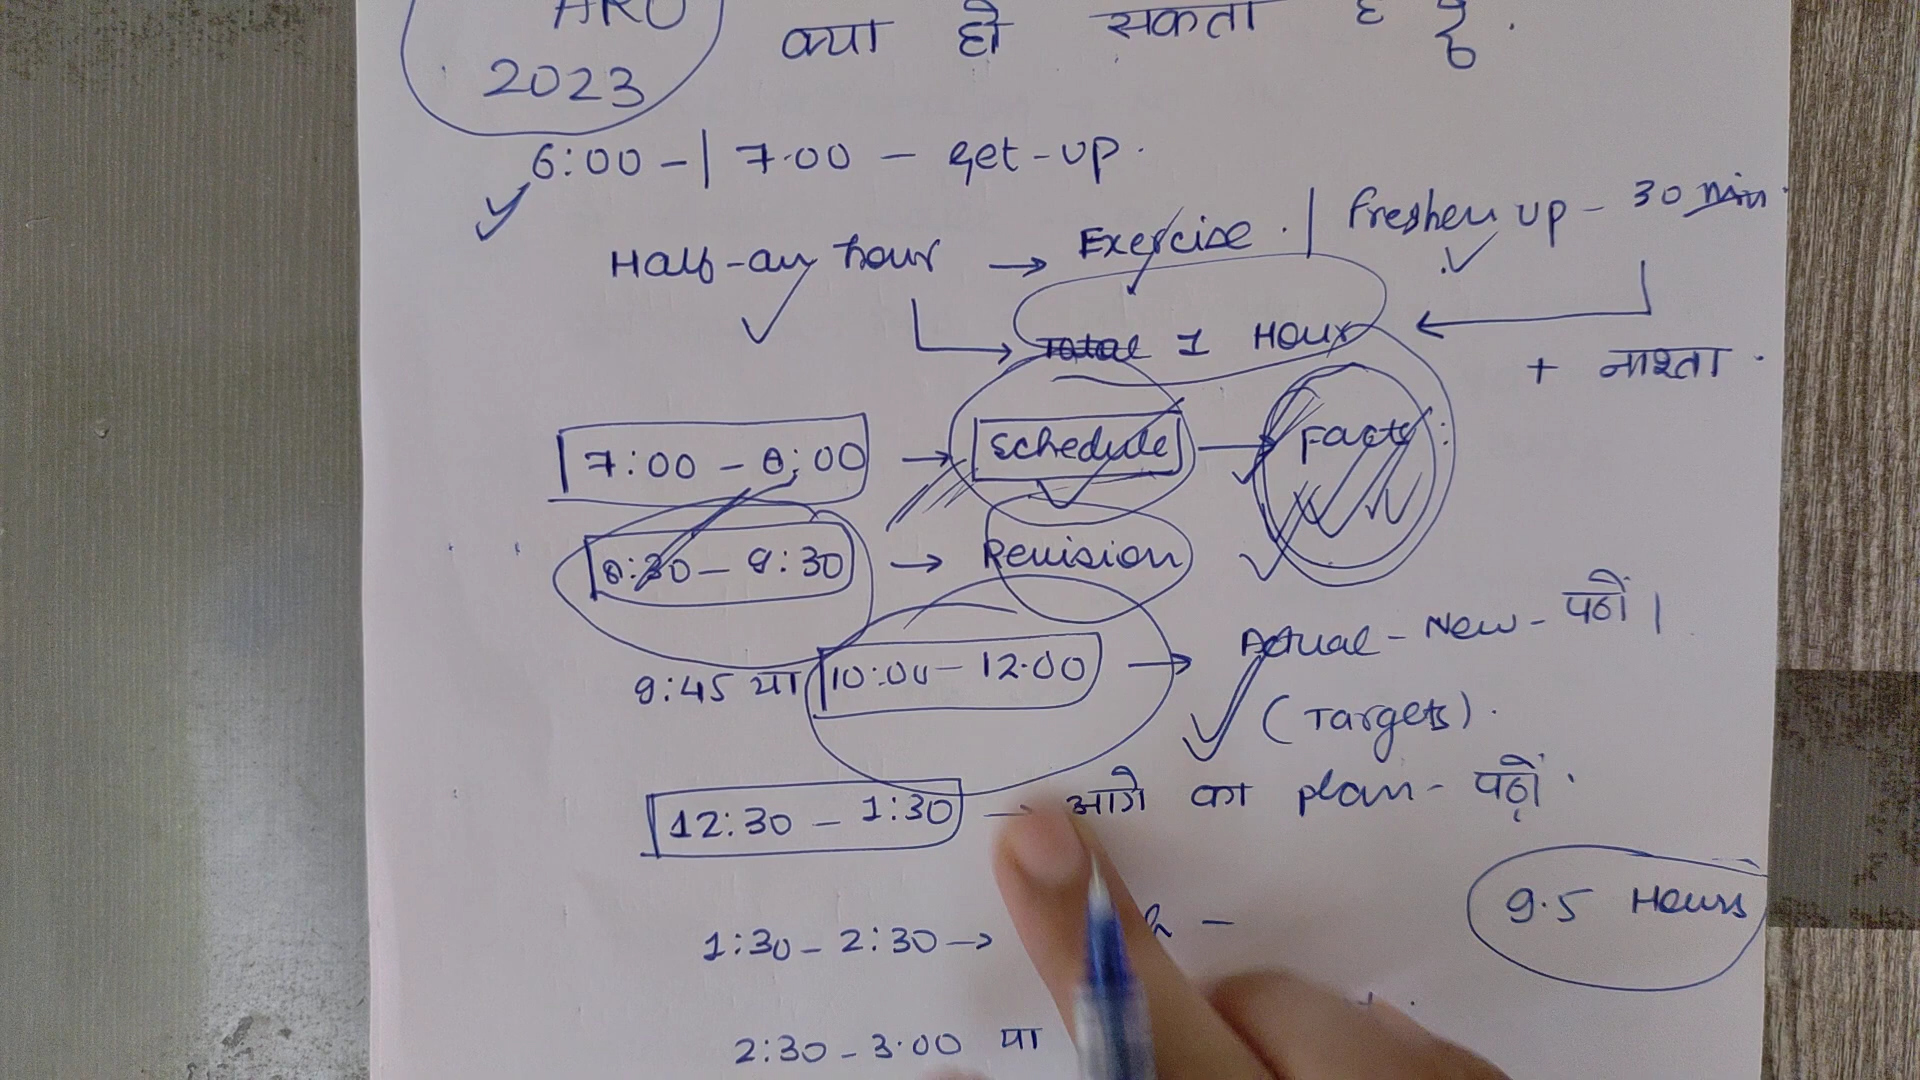 2023
क्या हो सकता है
6:00 - | 7.00 - get-up.
Half-an hour → Exercise. | Freshen up - 30 min.
Total 1 Hour
+ नाश्ता.
7:00 - 8:00 → Schedule → Facts:
8:30 - 9:30 → Revision
9:45 या 10:00 - 12.00 → Actual - New - पढ़ें।
(Targets).
12:30 - 1:30 → आगे का plan - पढ़ें.
9.5 Hours
1:30 - 2:30 →
2:30 - 3.00 या